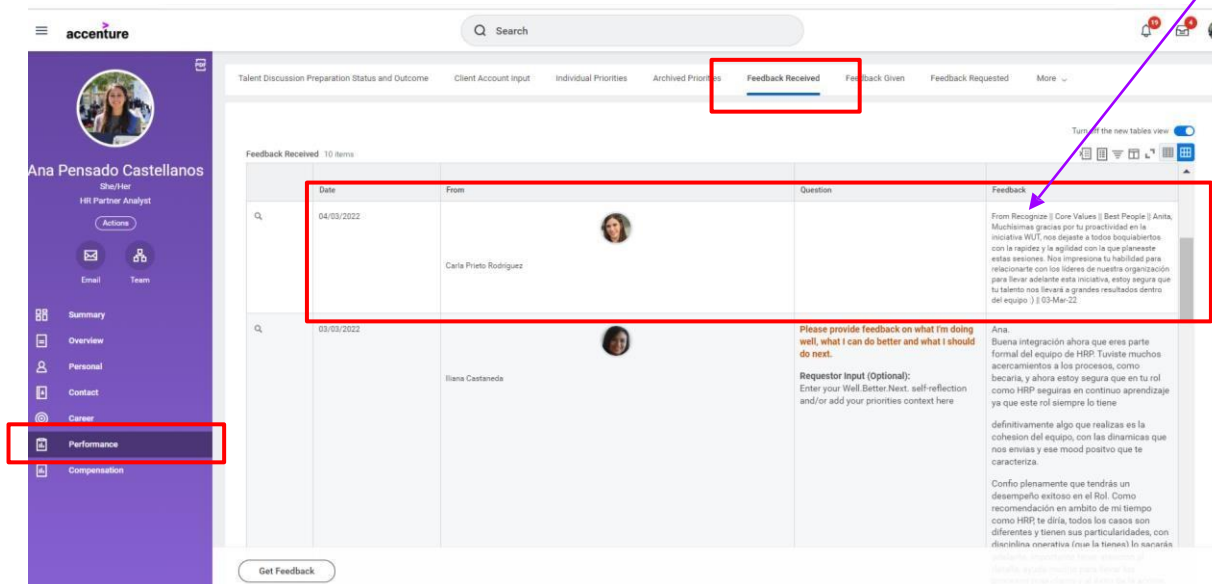 accenture
Search
19
4
PDF
Ana Pensado Castellanos
She/Her
HR Partner Analyst
Actions
Email
Team
Summary
Overview
Personal
Contact
Career
Performance
Compensation
Talent Discussion Preparation Status and Outcome
Client Account Input
Individual Priorities
Archived Priorities
Feedback Received
Feedback Given
Feedback Requested
More
Turn off the new tables view
Feedback Received 10 items
Date
From
Question
Feedback
04/03/2022
Carla Prieto Rodriguez
From Recognize || Core Values || Best People || Anita,
Muchisimas gracias por tu proactividad en la
iniciativa WUT, nos dejaste a todos boquiabiertos
con la rapidez y la agilidad con la que planeaste
estas sesiones. Nos impresiona tu habilidad para
relacionarte con los líderes de nuestra organización
para llevar adelante esta iniciativa, estoy segura que
tu talento nos llevará a grandes resultados dentro
del equipo :) || 03-Mar-22
03/03/2022
Iliana Castaneda
Please provide feedback on what I'm doing
well, what I can do better and what I should
do next.
Requestor Input (Optional):
Enter your Well.Better.Next. self-reflection
and/or add your priorities context here
Ana.
Buena integración ahora que eres parte
formal del equipo de HRP. Tuviste muchos
acercamientos a los procesos, como
becaria, y ahora estoy segura que en tu rol
como HRP seguiras en continuo aprendizaje
ya que este rol siempre lo tiene
definitivamente algo que realizas es la
cohesion del equipo, con las dinamicas que
nos envias y ese mood positvo que te
caracteriza.
Confio plenamente que tendrás un
desempeño exitoso en el Rol. Como
recomendación en ambito de mi tiempo
como HRP, te diría, todos los casos son
diferentes y tienen sus particularidades, con
disciplina operativa (que la tienes) lo sacarás
Get Feedback